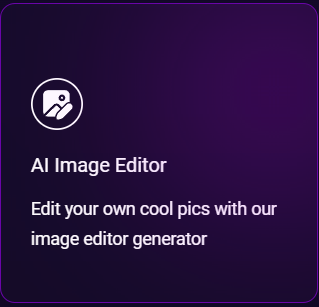 AI Image Editor
Edit your own cool pics with our
image editor generator